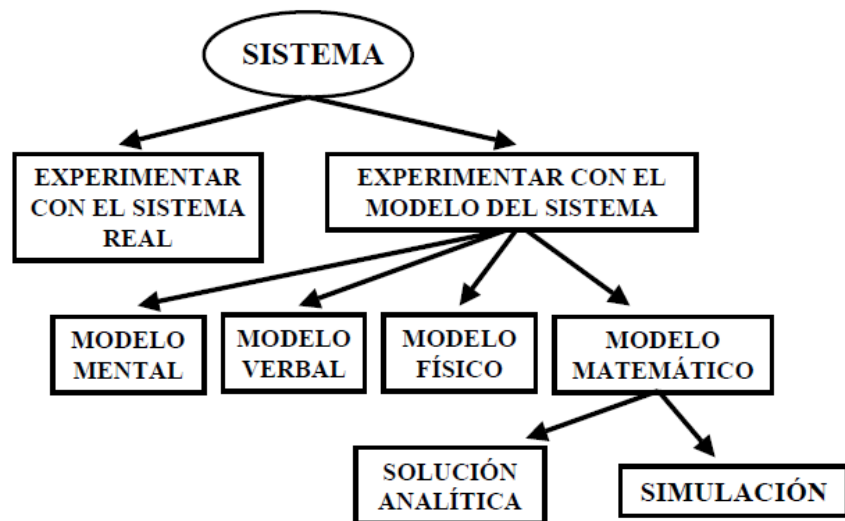 SISTEMA
EXPERIMENTAR
CON EL SISTEMA
REAL
EXPERIMENTAR CON EL
MODELO DEL SISTEMA
MODELO
MENTAL
MODELO
VERBAL
MODELO
FÍSICO
MODELO
MATEMÁTICO
SOLUCIÓN
ANALÍTICA
SIMULACIÓN